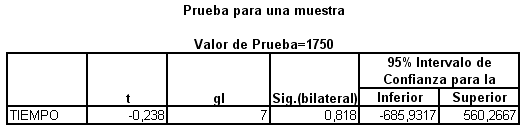 Prueba para una muestra
Valor de Prueba=1750
95% Intervalo de
Confianza para la
t gl Sig.(bilateral) Inferior Superior
TIEMPO -0,238 7 0,818 -685,9317 560,2667